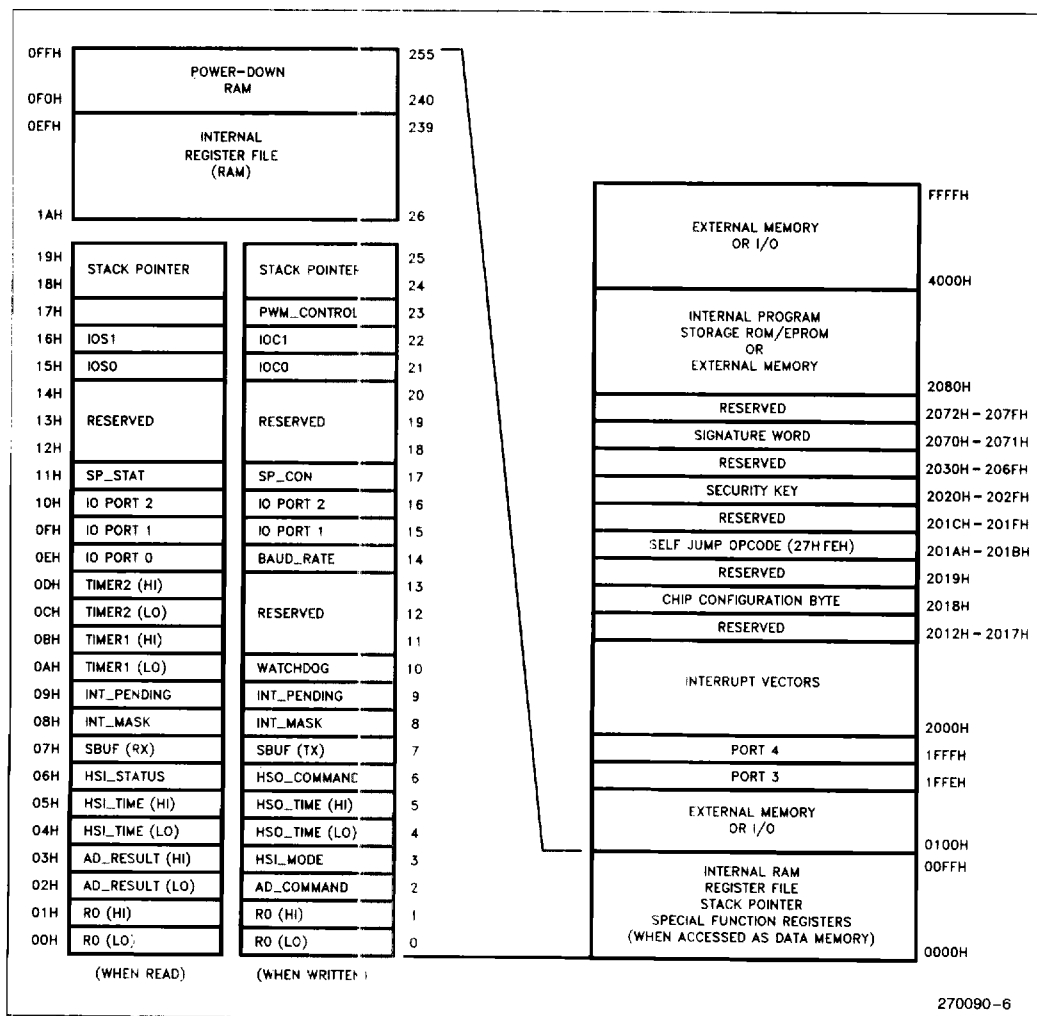 0FFH
POWER-DOWN
RAM
255
0F0H
240
0EFH
INTERNAL
REGISTER FILE
(RAM)
239
1AH
26
19H
STACK POINTER
STACK POINTER
25
18H
24
17H
PWM_CONTROL
23
16H
IOS1
IOC1
22
15H
IOS0
IOC0
21
14H
20
13H
RESERVED
RESERVED
19
12H
18
11H
SP_STAT
SP_CON
17
10H
IO PORT 2
IO PORT 2
16
0FH
IO PORT 1
IO PORT 1
15
0EH
IO PORT 0
BAUD_RATE
14
0DH
TIMER2 (HI)
13
0CH
TIMER2 (LO)
RESERVED
12
0BH
TIMER1 (HI)
11
0AH
TIMER1 (LO)
WATCHDOG
10
09H
INT_PENDING
INT_PENDING
9
08H
INT_MASK
INT_MASK
8
07H
SBUF (RX)
SBUF (TX)
7
06H
HSI_STATUS
HSO_COMMAND
6
05H
HSI_TIME (HI)
HSO_TIME (HI)
5
04H
HSI_TIME (LO)
HSO_TIME (LO)
4
03H
AD_RESULT (HI)
HSI_MODE
3
02H
AD_RESULT (LO)
AD_COMMAND
2
01H
R0 (HI)
R0 (HI)
1
00H
R0 (LO)
R0 (LO)
0
(WHEN READ)
(WHEN WRITTEN)
FFFFH
EXTERNAL MEMORY
OR I/O
4000H
INTERNAL PROGRAM
STORAGE ROM/EPROM
OR
EXTERNAL MEMORY
2080H
RESERVED
2072H - 207FH
SIGNATURE WORD
2070H - 2071H
RESERVED
2030H - 206FH
SECURITY KEY
2020H - 202FH
RESERVED
201CH - 201FH
SELF JUMP OPCODE (27H FEH)
201AH - 201BH
RESERVED
2019H
CHIP CONFIGURATION BYTE
2018H
RESERVED
2012H - 2017H
INTERRUPT VECTORS
2000H
PORT 4
1FFFH
PORT 3
1FFEH
EXTERNAL MEMORY
OR I/O
0100H
00FFH
INTERNAL RAM
REGISTER FILE
STACK POINTER
SPECIAL FUNCTION REGISTERS
(WHEN ACCESSED AS DATA MEMORY)
0000H
270090-6